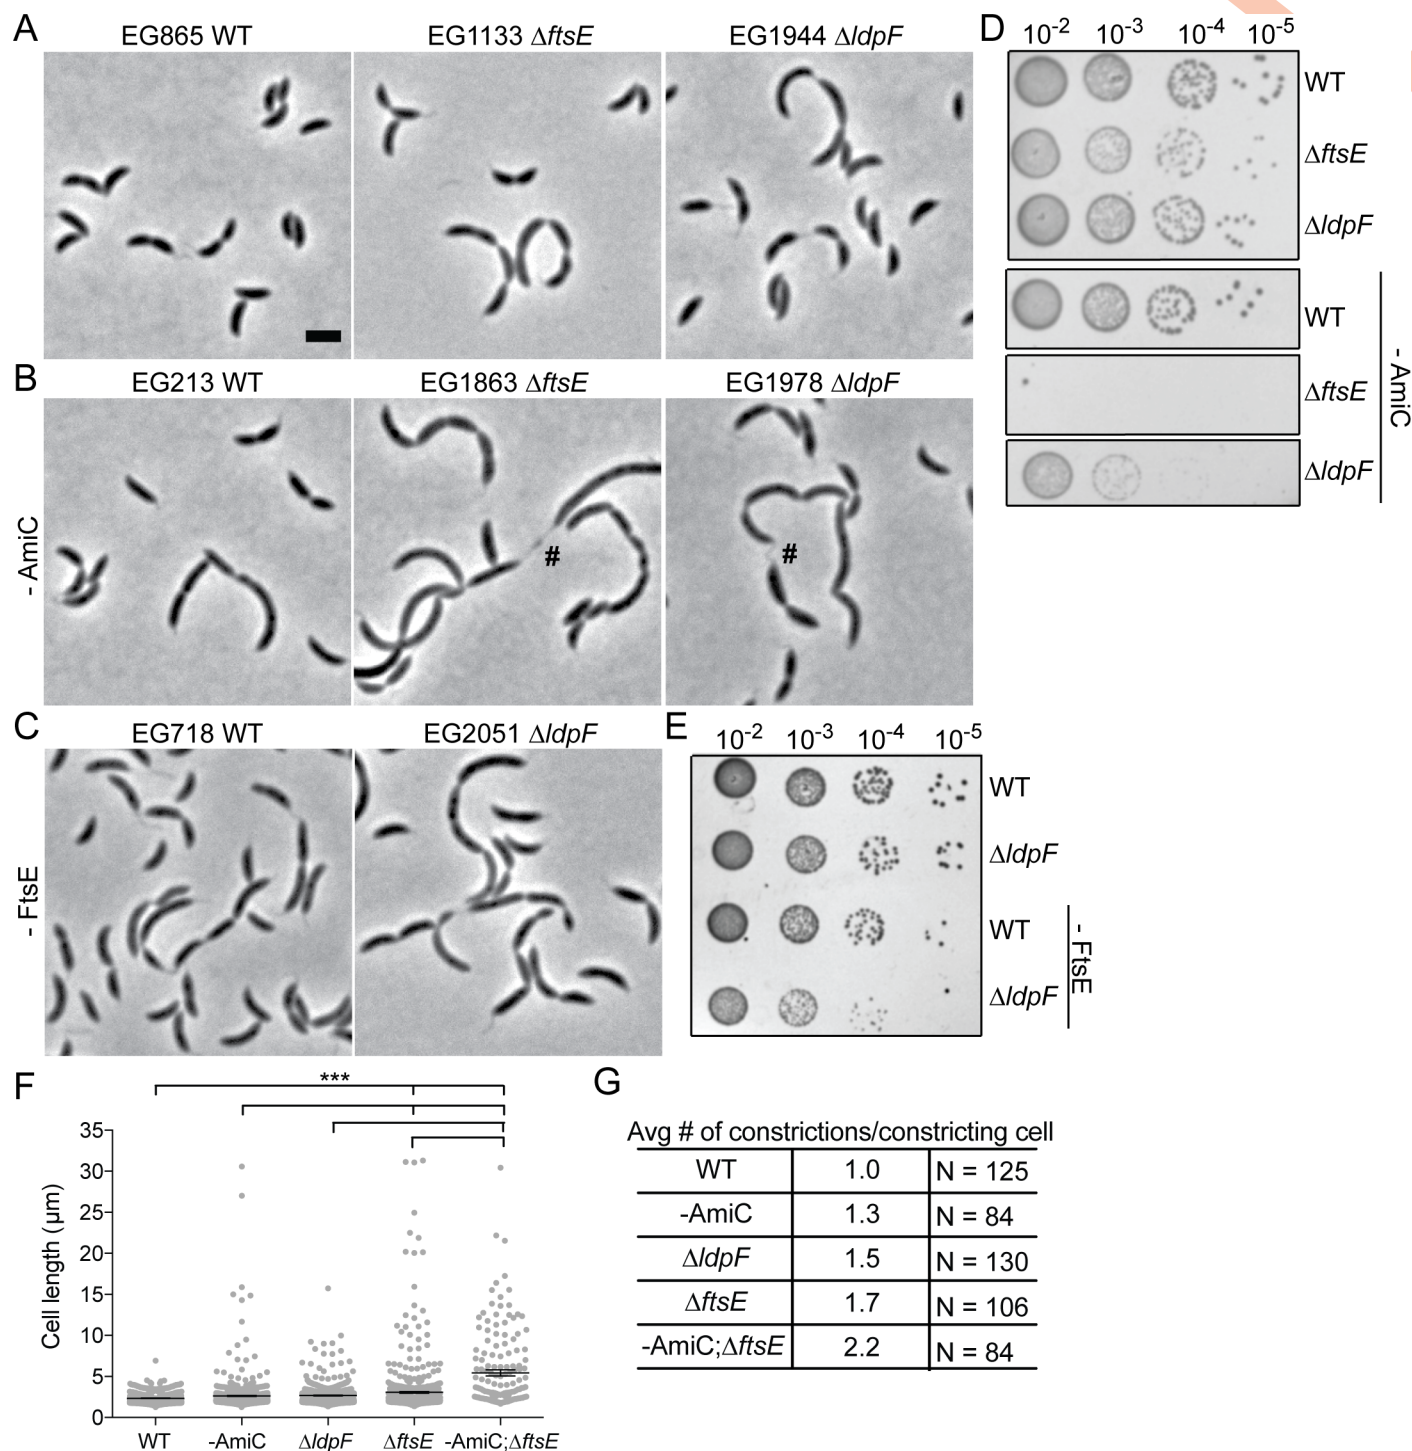 A
EG865 WT
EG1133 ΔftsE
EG1944 ΔldpF
B
EG213 WT
EG1863 ΔftsE
EG1978 ΔldpF
- AmiC
#
#
C
EG718 WT
EG2051 ΔldpF
- FtsE
D
10-2 10-3 10-4 10-5
WT
ΔftsE
ΔldpF
WT
ΔftsE
ΔldpF
- AmiC
E
10-2 10-3 10-4 10-5
WT
ΔldpF
WT
ΔldpF
- FtsE
F
***
Cell length (µm)
35
30
25
20
15
10
5
0
WT -AmiC ΔldpF ΔftsE -AmiC;ΔftsE
G
Avg # of constrictions/constricting cell
WT 1.0 N = 125
-AmiC 1.3 N = 84
ΔldpF 1.5 N = 130
ΔftsE 1.7 N = 106
-AmiC;ΔftsE 2.2 N = 84